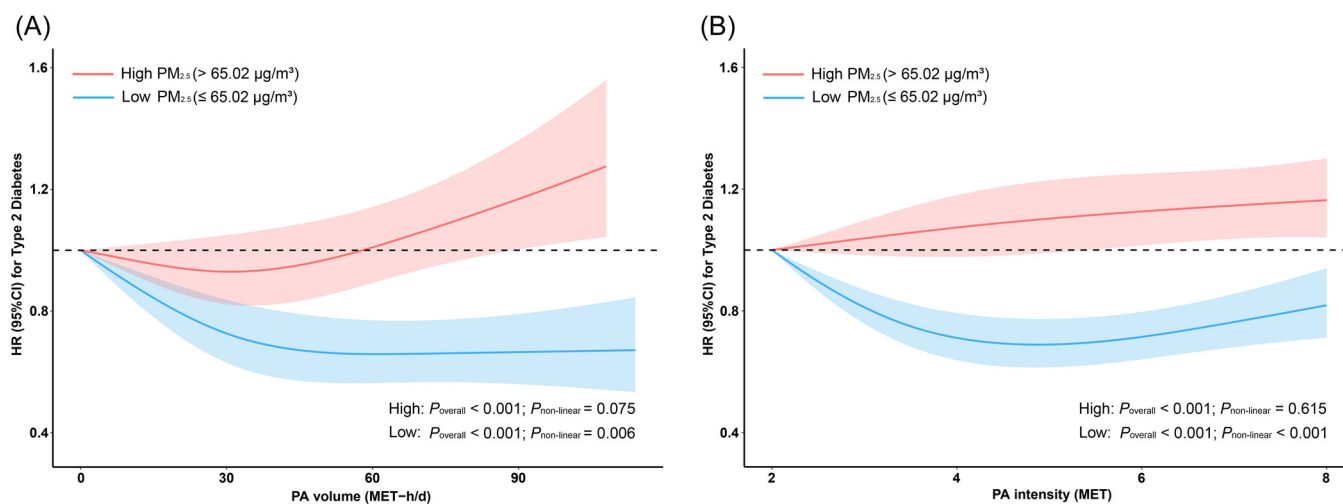 (A)
HR (95%CI) for Type 2 Diabetes
1.6
1.2
0.8
0.4
High PM2.5 (> 65.02 µg/m³)
Low PM2.5 (≤ 65.02 µg/m³)
High: Poverall < 0.001; Pnon-linear = 0.075
Low: Poverall < 0.001; Pnon-linear = 0.006
0 30 60 90
PA volume (MET−h/d)
(B)
HR (95%CI) for Type 2 Diabetes
1.6
1.2
0.8
0.4
High PM2.5 (> 65.02 µg/m³)
Low PM2.5 (≤ 65.02 µg/m³)
High: Poverall < 0.001; Pnon-linear = 0.615
Low: Poverall < 0.001; Pnon-linear < 0.001
2 4 6 8
PA intensity (MET)